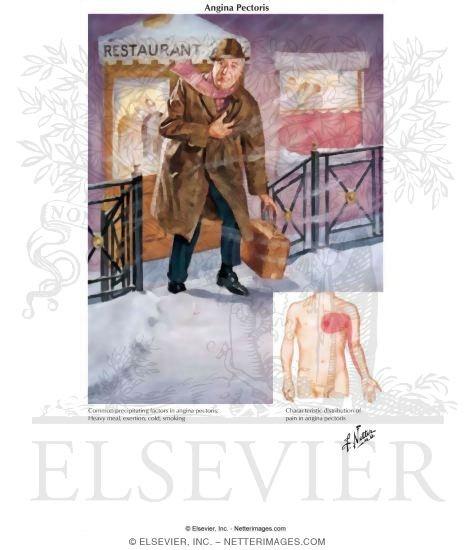 Angina Pectoris
RESTAURANT
Common precipitating factors in angina pectoris:
Heavy meal, exertion, cold, smoking
Characteristic distribution of
pain in angina pectoris
F. Netter
M.D.
ELSEVIER
© Elsevier, Inc. - Netterimages.com
© ELSEVIER, INC. – NETTERIMAGES.COM